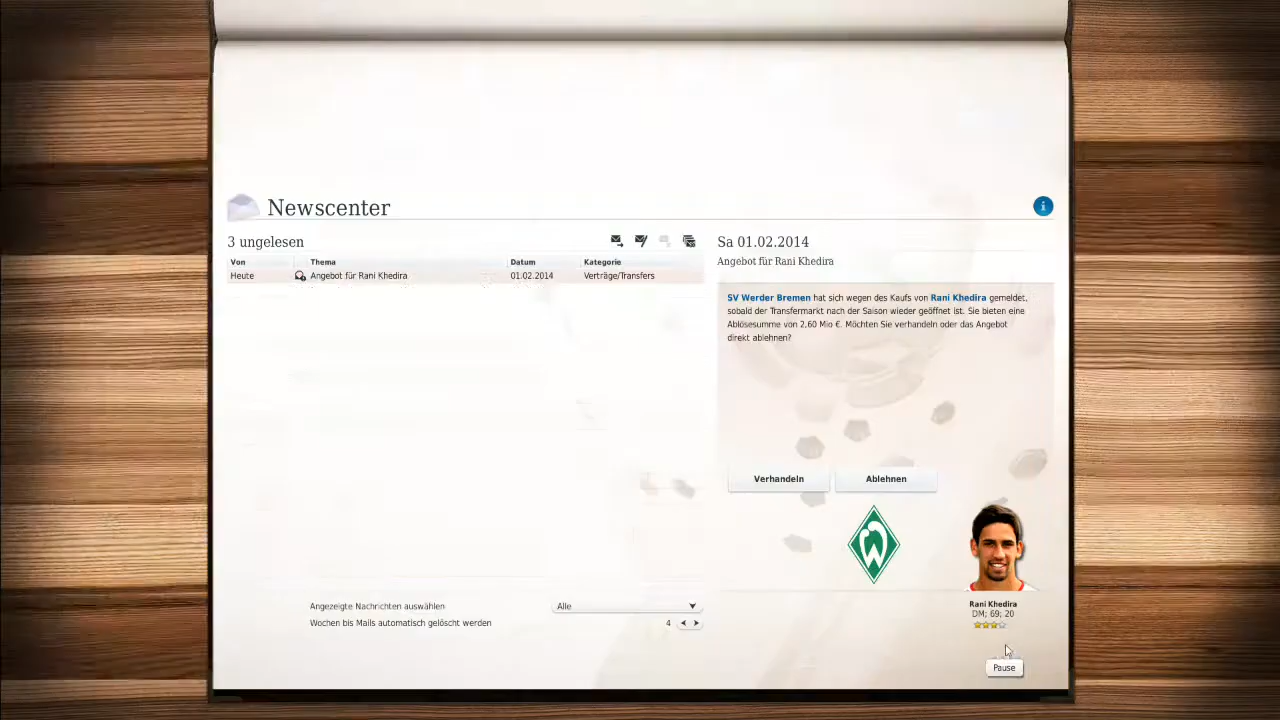 Newscenter
i
3 ungelesen
Von Thema Datum Kategorie
Heute Angebot für Rani Khedira 01.02.2014 Verträge/Transfers
Sa 01.02.2014
Angebot für Rani Khedira
SV Werder Bremen hat sich wegen des Kaufs von Rani Khedira gemeldet,
sobald der Transfermarkt nach der Saison wieder geöffnet ist. Sie bieten eine
Ablösesumme von 2,60 Mio €. Möchten Sie verhandeln oder das Angebot
direkt ablehnen?
Verhandeln Ablehnen
W
Rani Khedira
DM; 69; 20
Angezeigte Nachrichten auswählen Alle
Wochen bis Mails automatisch gelöscht werden 4
Pause